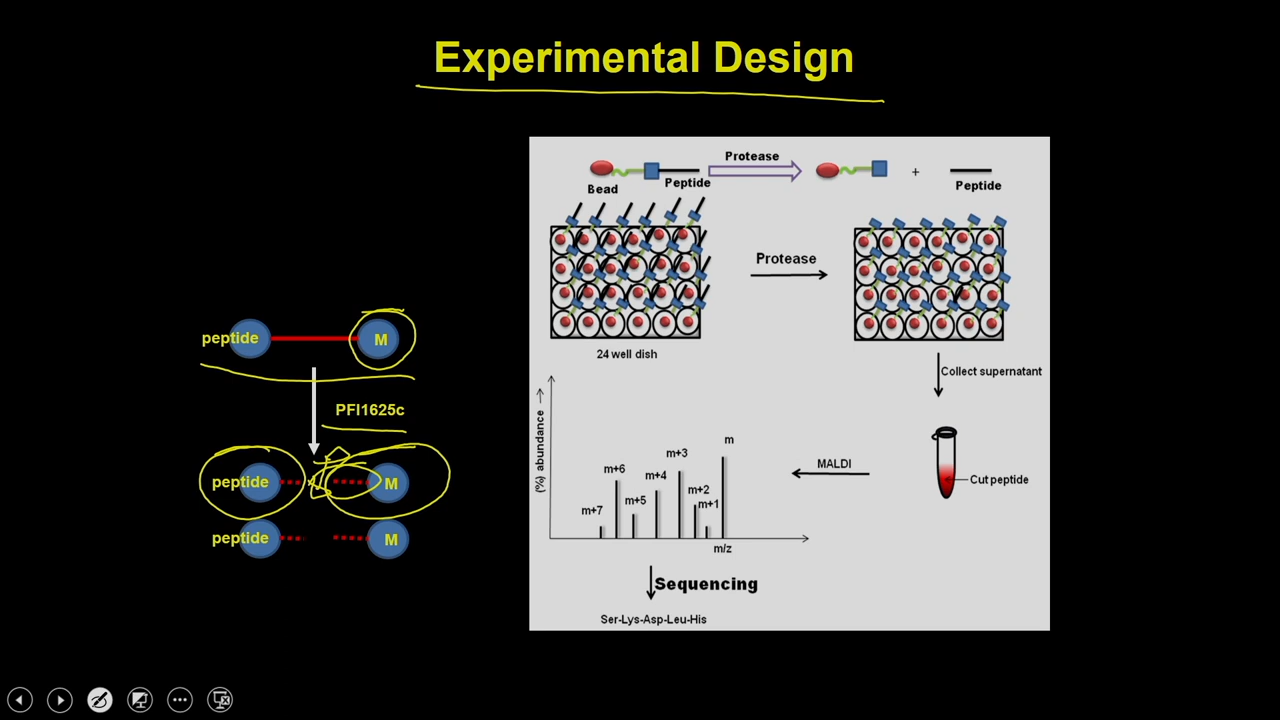 Experimental Design
peptide M
PFI1625c
peptide M
peptide M
Protease
Bead
Peptide
Peptide
Protease
24 well dish
Collect supernatant
Cut peptide
MALDI
(%) abundance
m+7
m+6
m+5
m+4
m+3
m+2
m+1
m
m/z
Sequencing
Ser-Lys-Asp-Leu-His
+